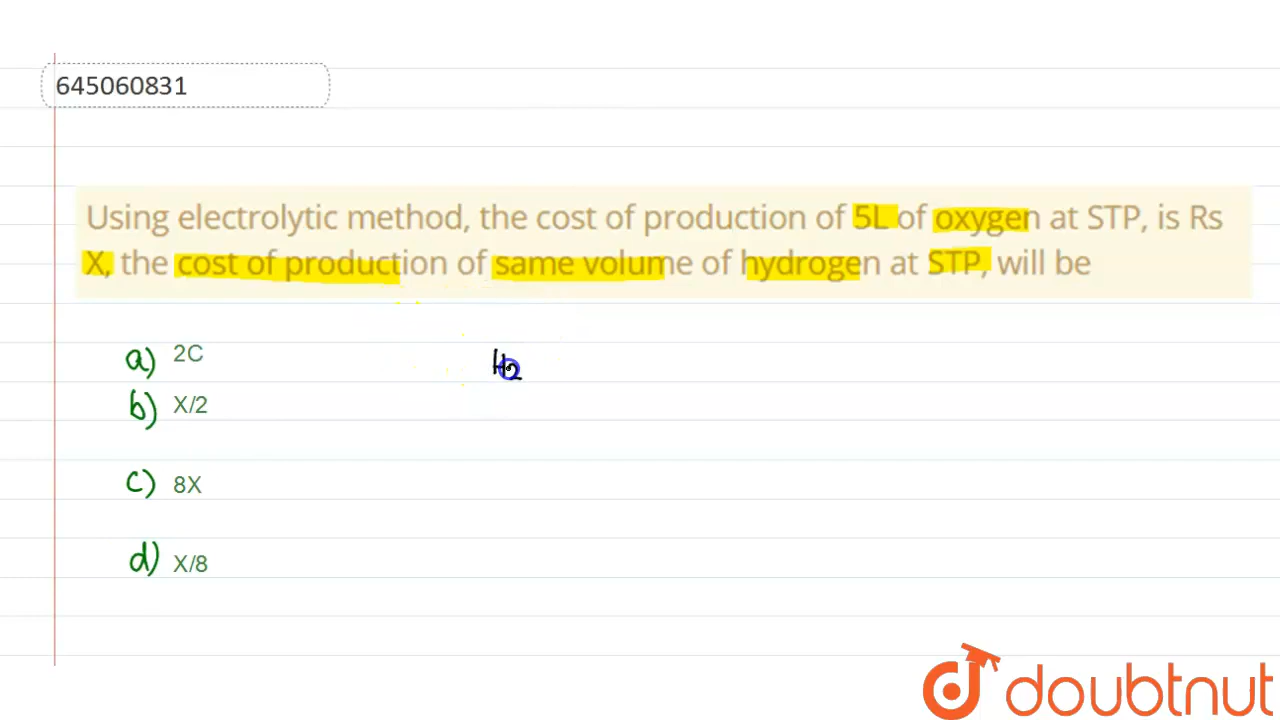 645060831
Using electrolytic method, the cost of production of 5L of oxygen at STP, is Rs
X, the cost of production of same volume of hydrogen at STP, will be
a) 2C
H2
b) X/2
c) 8X
d) X/8
doubtnut